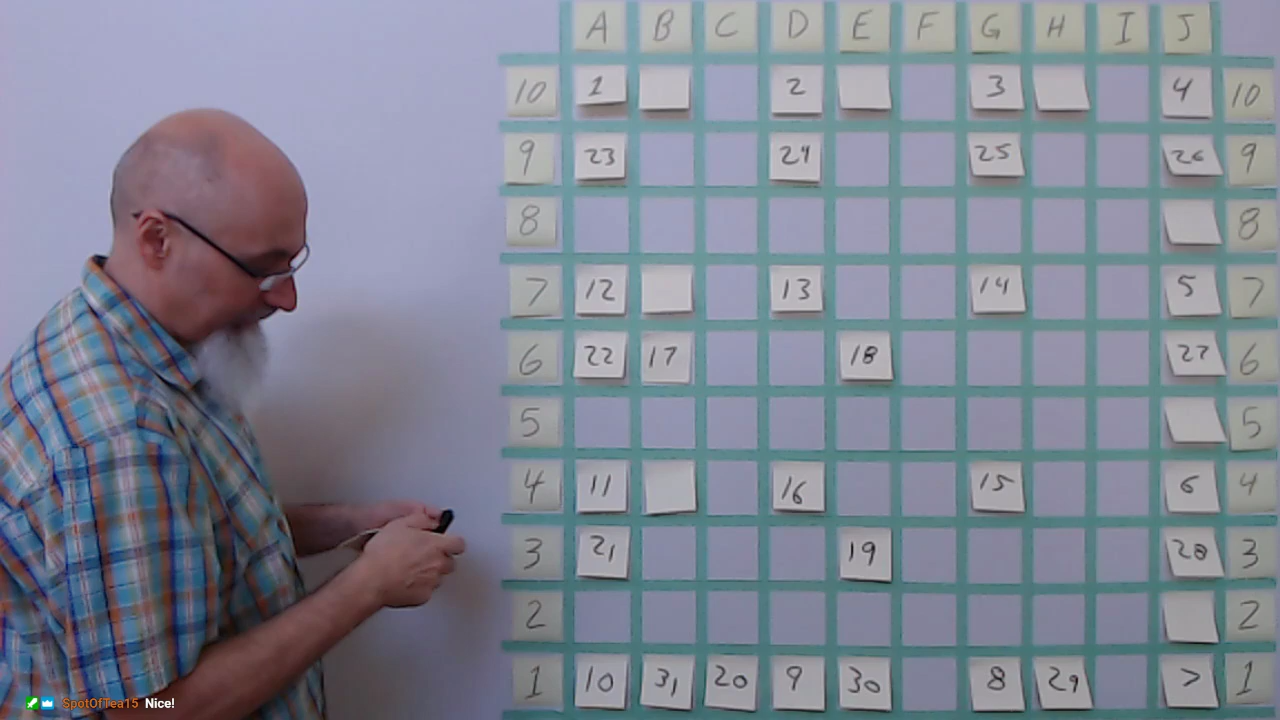 A B C D E F G H I J
10 1 2 3 4 10
9 23 24 25 26 9
8 8
7 12 13 14 5 7
6 22 17 18 27 6
5 5
4 11 16 15 6 4
3 21 19 28 3
2 2
1 10 31 20 9 30 8 29 7 1
SpotOfTea15 Nice!